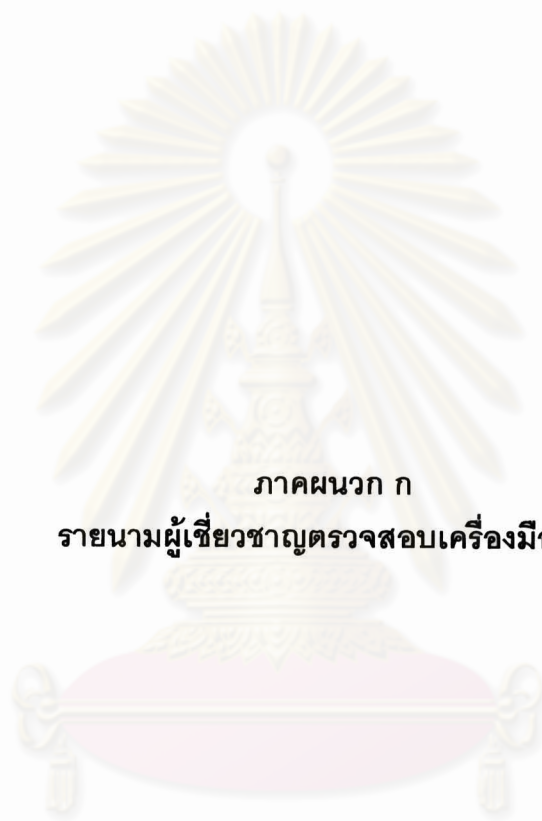 ภาคผนวก ก
รายนามผู้เชี่ยวชาญตรวจสอบเครื่องมือ